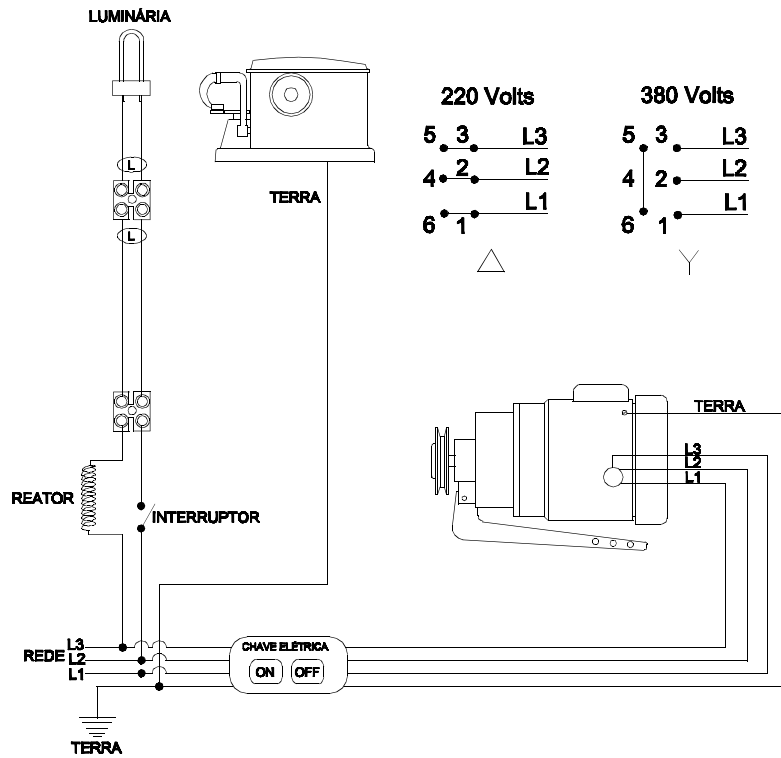 LUMINÁRIA
L
L
TERRA
220 Volts
5 3 L3
4 2 L2
6 1 L1
380 Volts
5 3 L3
4 2 L2
6 1 L1
TERRA
L3
L2
L1
REATOR
INTERRUPTOR
REDE
L3
L2
L1
CHAVE ELÉTRICA
ON OFF
TERRA